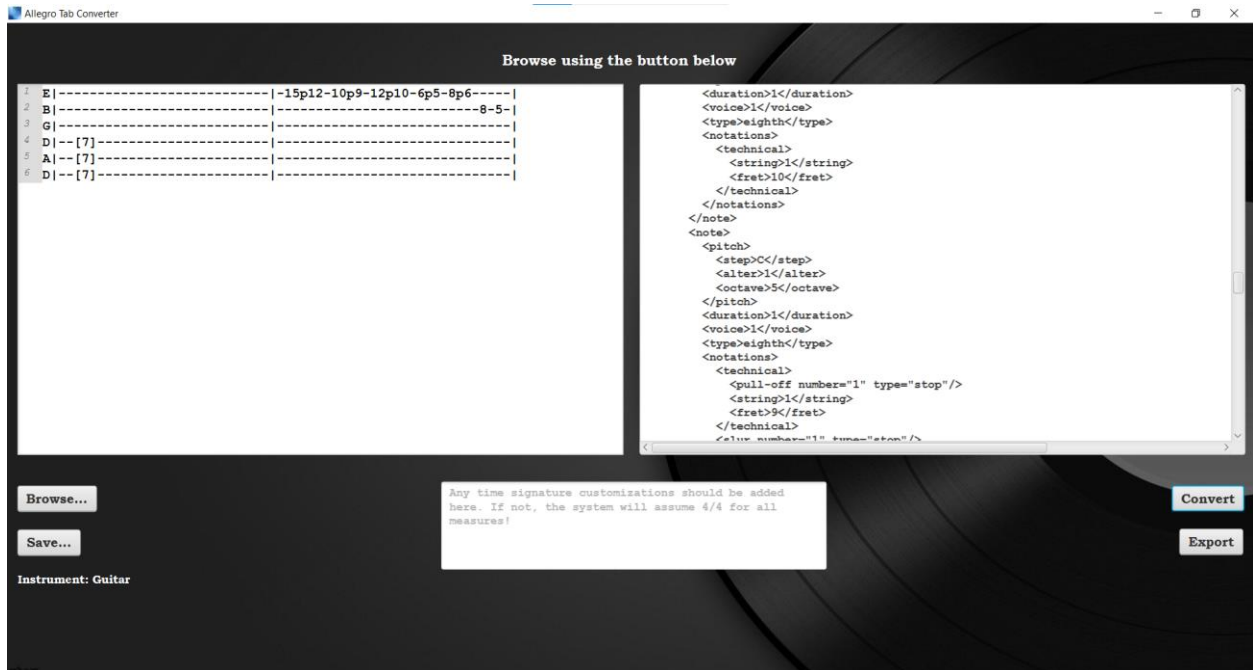 Allegro Tab Converter
Browse using the button below
1 E|---------------------------|-15p12-10p9-12p10-6p5-8p6-----|
2 B|---------------------------|--------------------------8-5-|
3 G|---------------------------|------------------------------|
4 D|--[7]----------------------|------------------------------|
5 A|--[7]----------------------|------------------------------|
6 D|--[7]----------------------|------------------------------|
<duration>1</duration>
<voice>1</voice>
<type>eighth</type>
<notations>
<technical>
<string>1</string>
<fret>10</fret>
</technical>
</notations>
</note>
<note>
<pitch>
<step>C</step>
<alter>1</alter>
<octave>5</octave>
</pitch>
<duration>1</duration>
<voice>1</voice>
<type>eighth</type>
<notations>
<technical>
<pull-off number="1" type="stop"/>
<string>1</string>
<fret>9</fret>
</technical>
<slur number="1" type="stop"/>
Browse...
Save...
Instrument: Guitar
Any time signature customizations should be added
here. If not, the system will assume 4/4 for all
measures!
Convert
Export